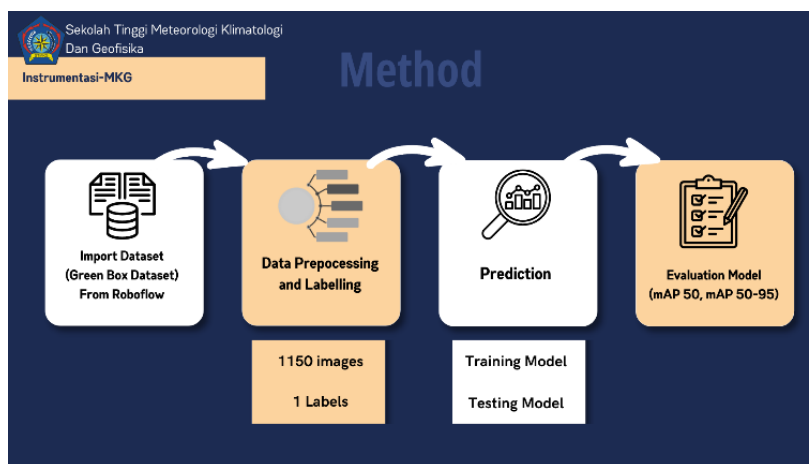 Sekolah Tinggi Meteorologi Klimatologi
Dan Geofisika
Instrumentasi-MKG
Method
Import Dataset
(Green Box Dataset)
From Roboflow
Data Prepocessing
and Labelling
Prediction
Evaluation Model
(mAP 50, mAP 50-95)
1150 images
1 Labels
Training Model
Testing Model